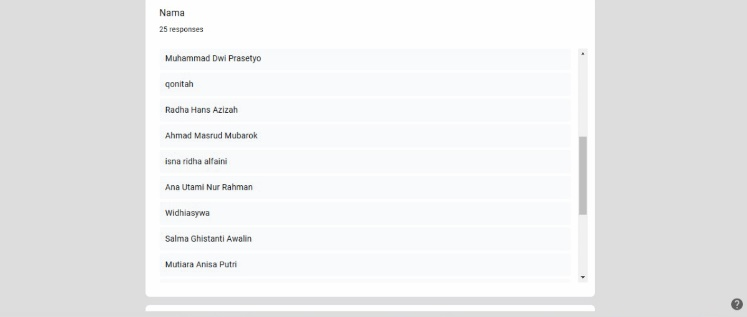 Nama
25 responses
Muhammad Dwi Prasetyo
qonitah
Radha Hans Azizah
Ahmad Masrud Mubarok
isna ridha alfaini
Ana Utami Nur Rahman
Widhiasywa
Salma Ghistanti Awalin
Mutiara Anisa Putri
?